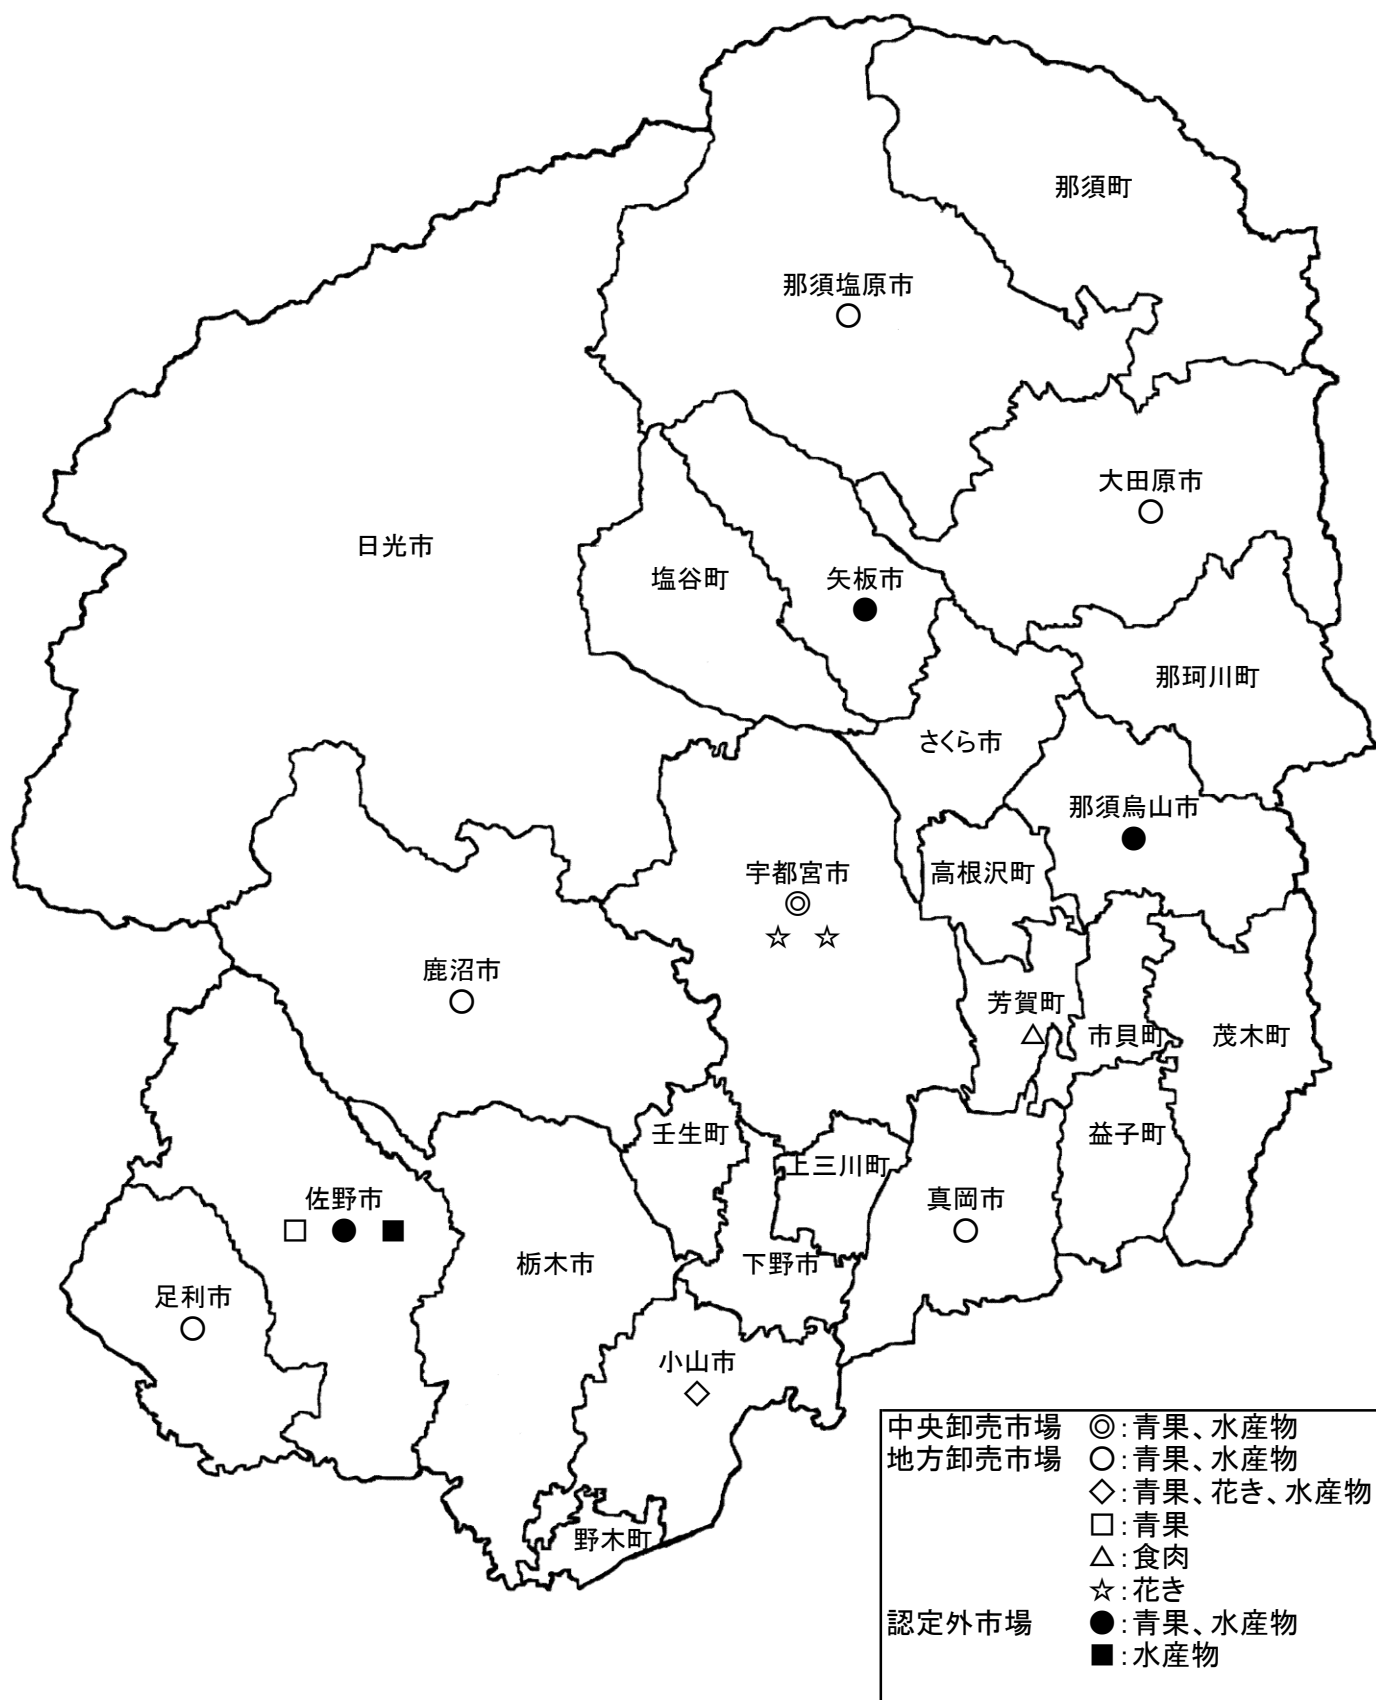 那須町
那須塩原市
○
大田原市
○
日光市
塩谷町
矢板市
●
那珂川町
さくら市
那須烏山市
●
宇都宮市
◎
☆ ☆
高根沢町
鹿沼市
○
芳賀町
△
市貝町
茂木町
壬生町
上三川町
益子町
佐野市
□ ● ■
真岡市
○
栃木市
下野市
足利市
○
小山市
◇
野木町
中央卸売市場 ◎:青果、水産物
地方卸売市場 ○:青果、水産物
◇:青果、花き、水産物
□:青果
△:食肉
☆:花き
認定外市場 ●:青果、水産物
■:水産物